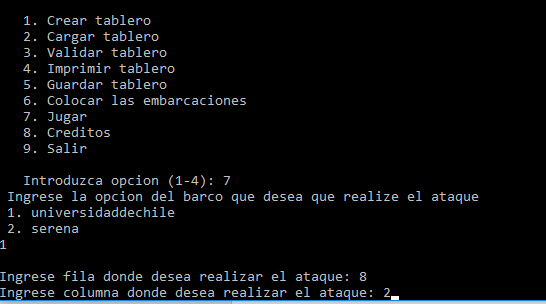 1. Crear tablero
2. Cargar tablero
3. Validar tablero
4. Imprimir tablero
5. Guardar tablero
6. Colocar las embarcaciones
7. Jugar
8. Creditos
9. Salir
Introduzca opcion (1-4): 7
Ingrese la opcion del barco que desea que realize el ataque
1. universidaddechile
2. serena
1
Ingrese fila donde desea realizar el ataque: 8
Ingrese columna donde desea realizar el ataque: 2